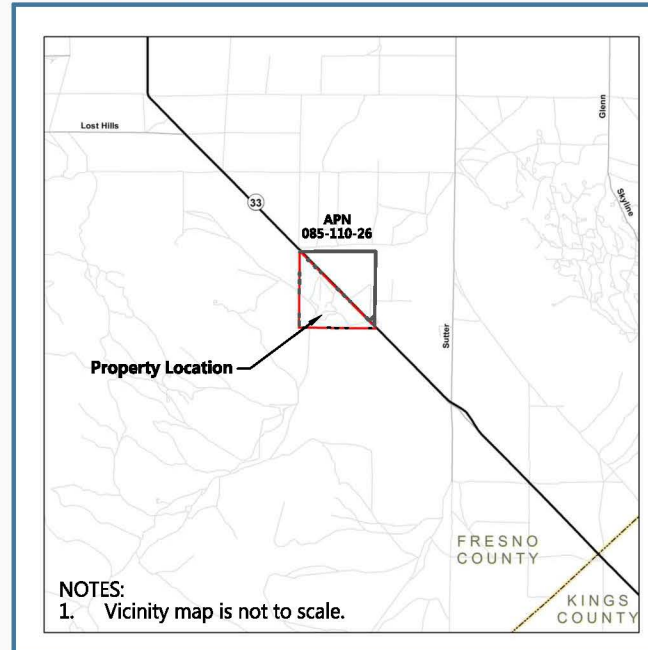 Lost Hills
Glenn
Skyline
33
APN
085-110-26
Sutter
Property Location
FRESNO
COUNTY
NOTES:
1. Vicinity map is not to scale.
KINGS
COUNTY